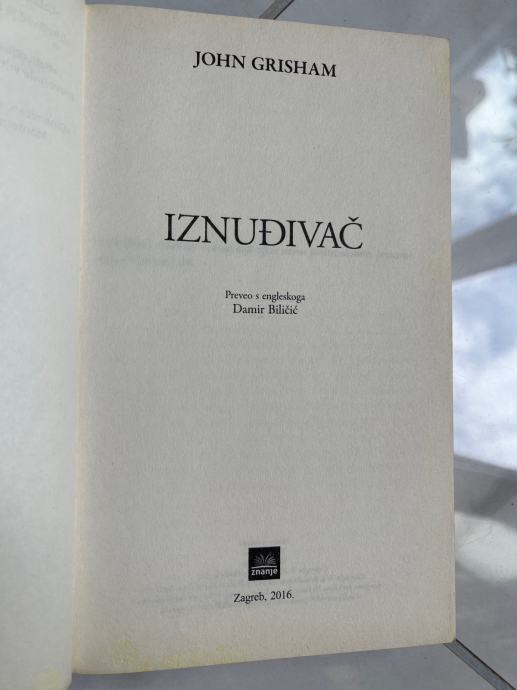 JOHN GRISHAM
IZNUĐIVAČ
Preveo s engleskoga
Damir Biličić
znanje
Zagreb, 2016.